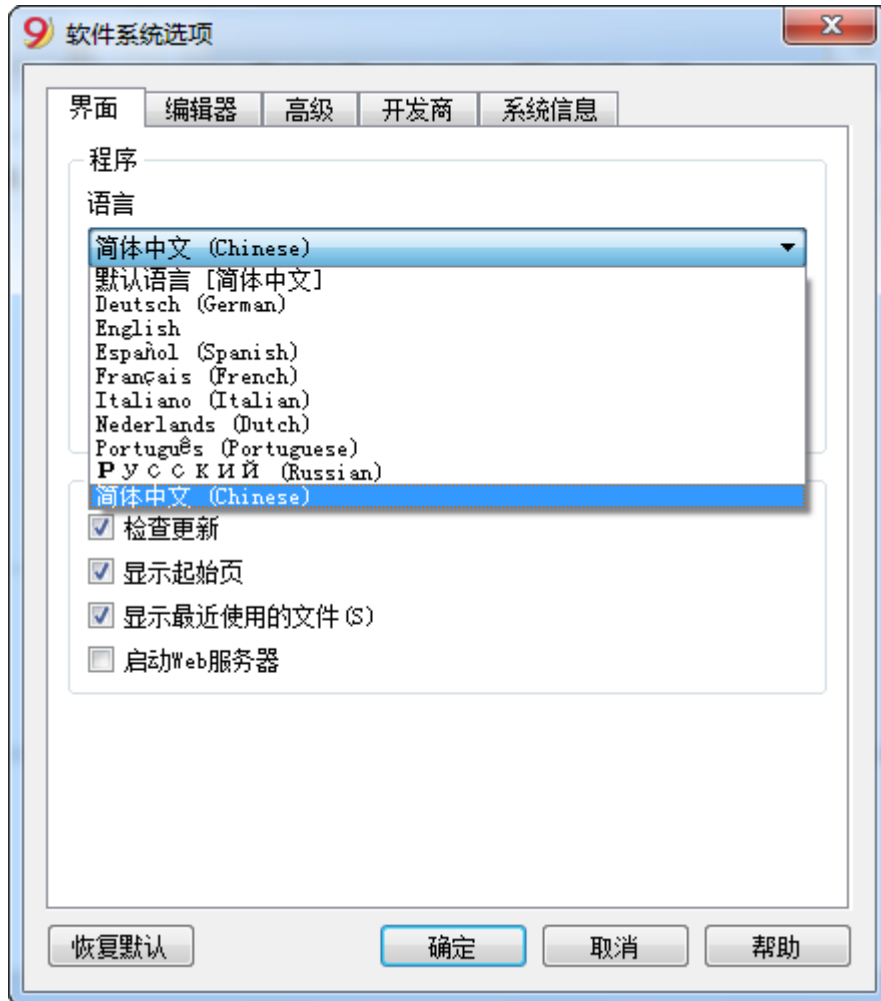 9 软件系统选项
界面 编辑器 高级 开发商 系统信息
程序
语言
简体中文 (Chinese)
默认语言 [简体中文]
Deutsch (German)
English
Español (Spanish)
Français (French)
Italiano (Italian)
Nederlands (Dutch)
Português (Portuguese)
Русский (Russian)
简体中文 (Chinese)
检查更新
显示起始页
显示最近使用的文件(S)
启动Web服务器
恢复默认 确定 取消 帮助